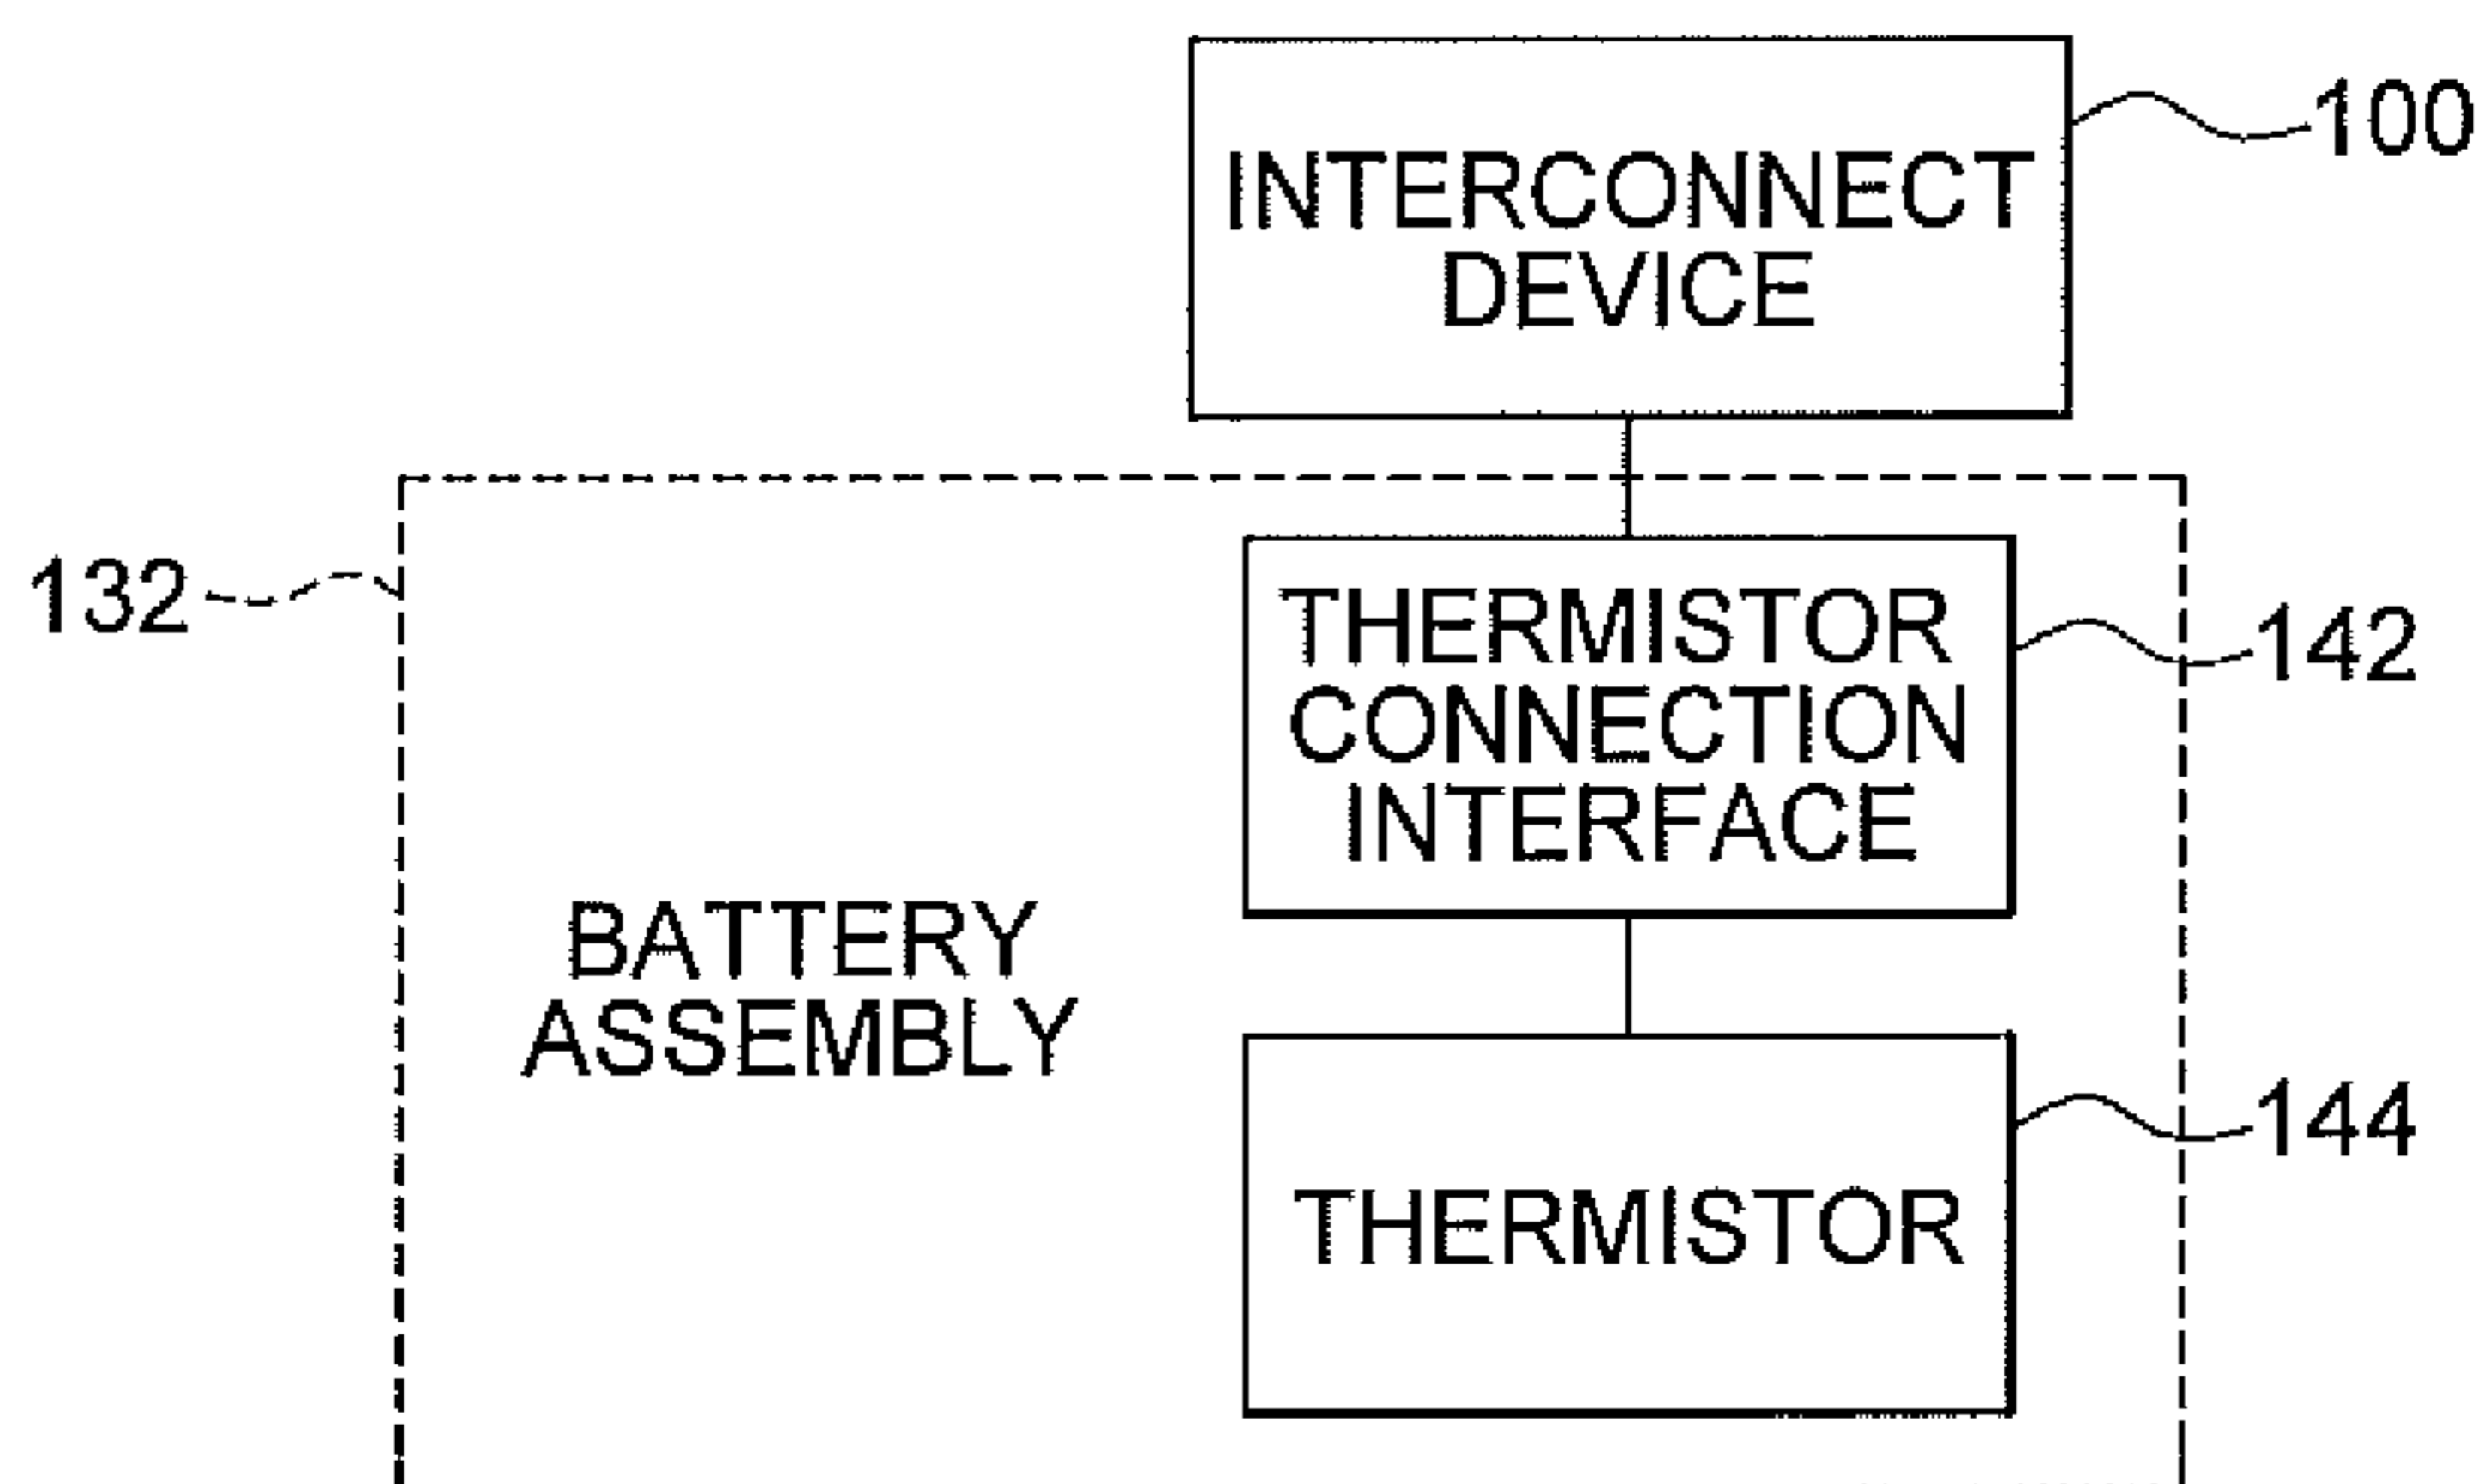 INTERCONNECT
DEVICE
100
132
THERMISTOR
CONNECTION
INTERFACE
142
BATTERY
ASSEMBLY
THERMISTOR
144